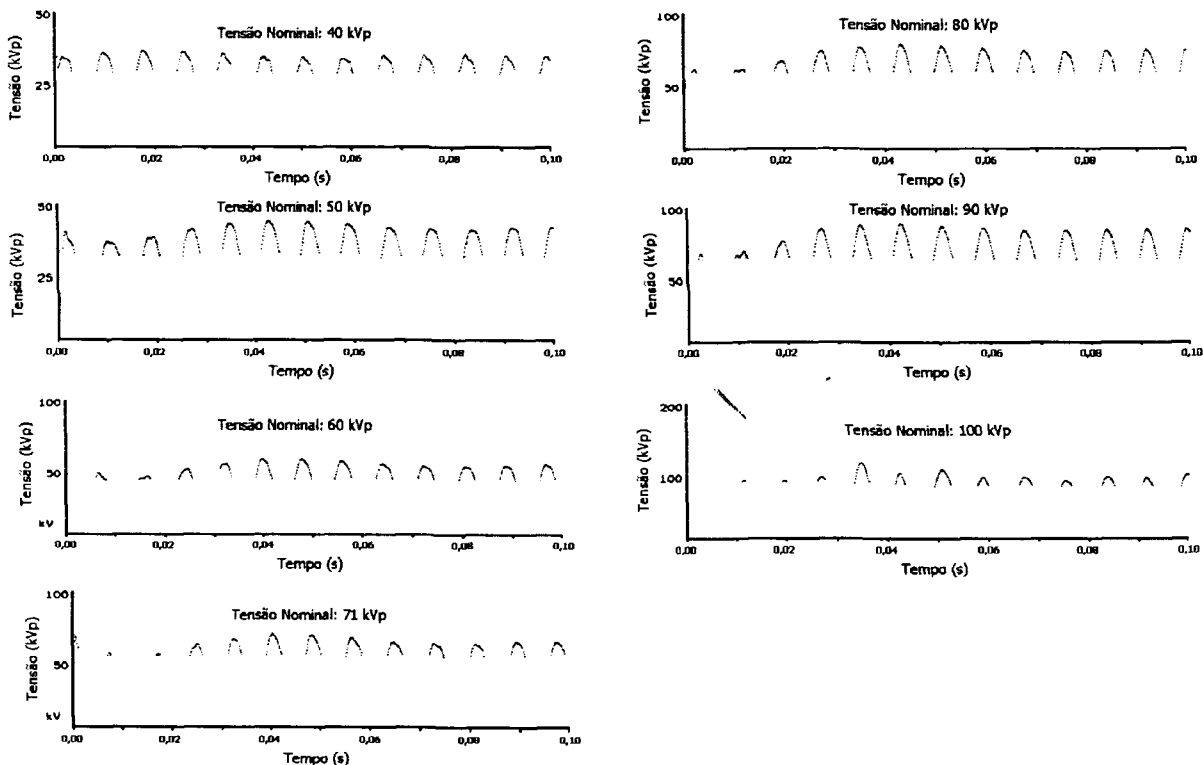 50
Tensão Nominal: 40 kVp
Tensão (kVp)
25
0,00
0,02
0,04
0,06
0,08
0,10
Tempo (s)
50
Tensão Nominal: 50 kVp
Tensão (kVp)
25
0,00
0,02
0,04
0,06
0,08
0,10
Tempo (s)
100
Tensão Nominal: 60 kVp
Tensão (kVp)
50
kV
0,00
0,02
0,04
0,06
0,08
0,10
Tempo (s)
100
Tensão Nominal: 71 kVp
Tensão (kVp)
50
kV
0,00
0,02
0,04
0,06
0,08
0,10
Tempo (s)
100
Tensão Nominal: 80 kVp
Tensão (kVp)
50
0,00
0,02
0,04
0,06
0,08
0,10
Tempo (s)
100
Tensão Nominal: 90 kVp
Tensão (kVp)
50
0,00
0,02
0,04
0,06
0,08
0,10
Tempo (s)
200
Tensão Nominal: 100 kVp
Tensão (kVp)
100
0,00
0,02
0,04
0,06
0,08
0,10
Tempo (s)